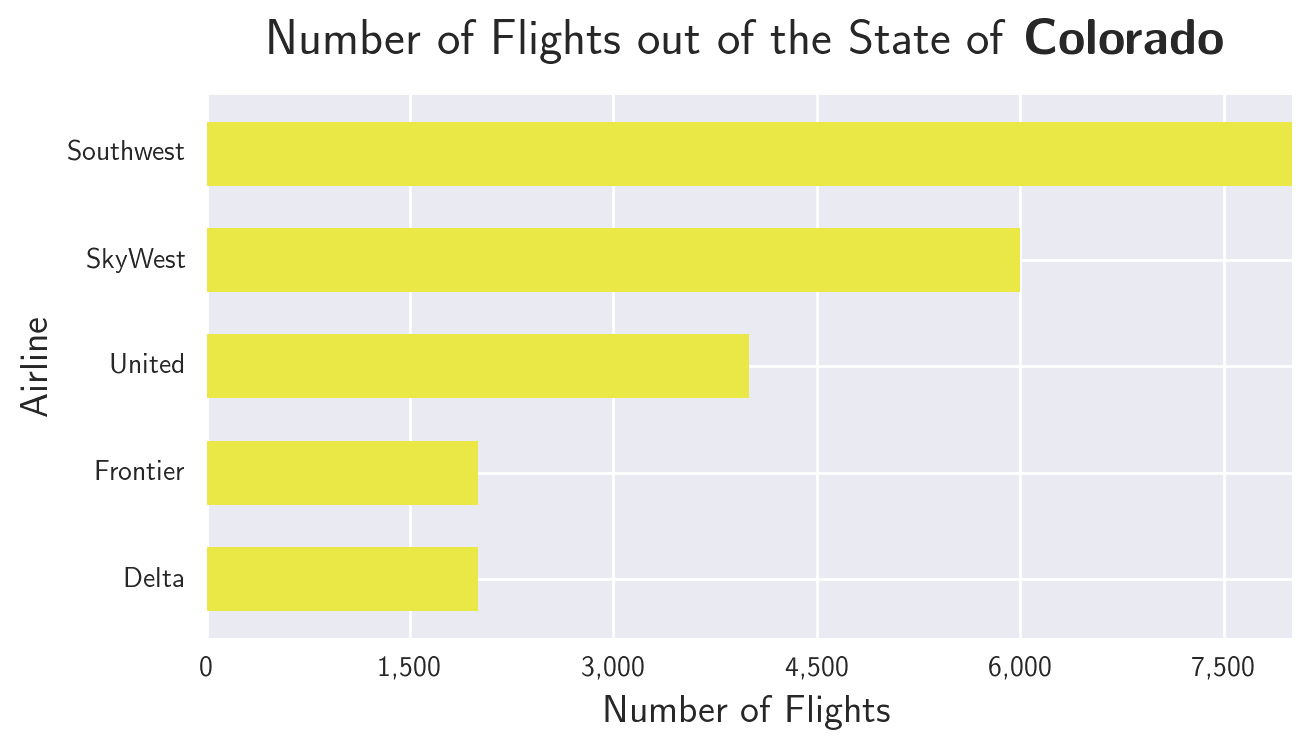 Number of Flights out of the State of Colorado
Southwest
SkyWest
United
Frontier
Delta
Airline
0 1,500 3,000 4,500 6,000 7,500
Number of Flights